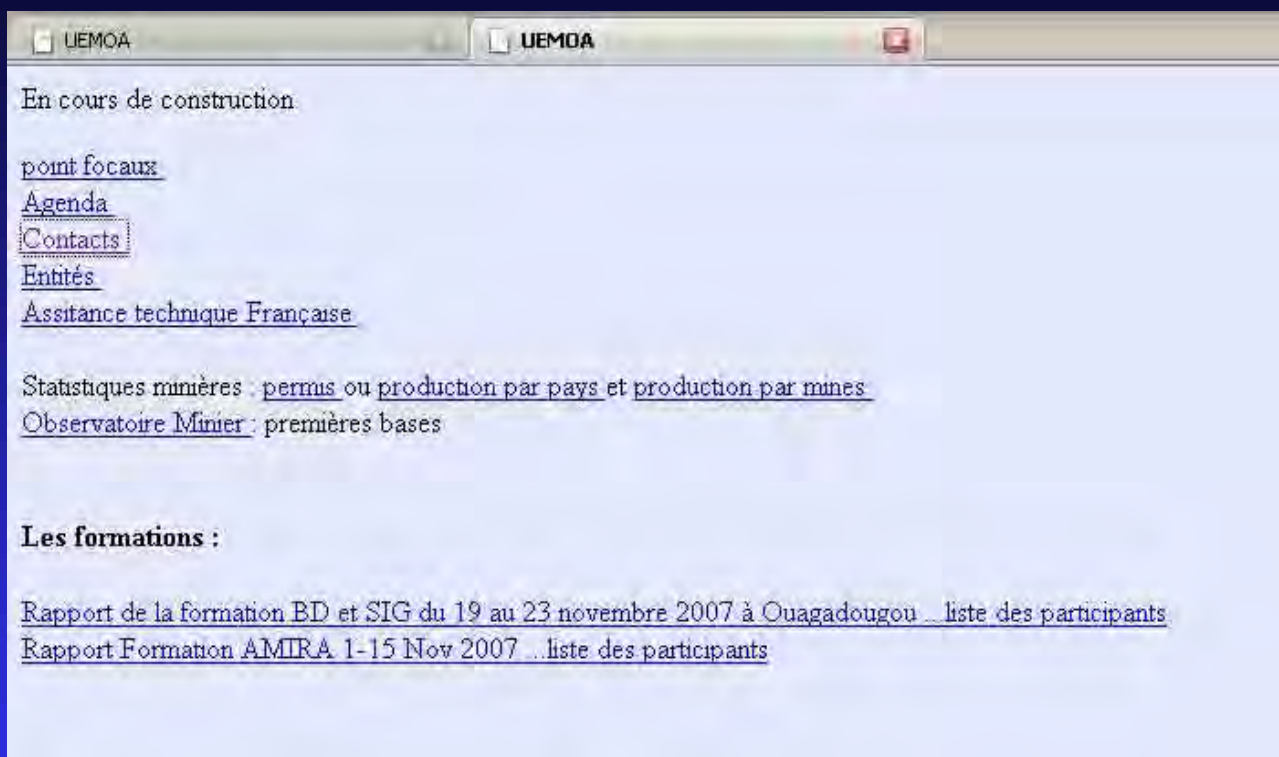 UEMOA UEMOA
En cours de construction
point focaux
Agenda
Contacts
Entités
Assitance technique Française
Statistiques minières : permis ou production par pays et production par mines
Observatoire Minier : premières bases
Les formations :
Rapport de la formation BD et SIG du 19 au 23 novembre 2007 à Ouagadougou ...liste des participants
Rapport Formation AMIRA 1-15 Nov 2007 ...liste des participants